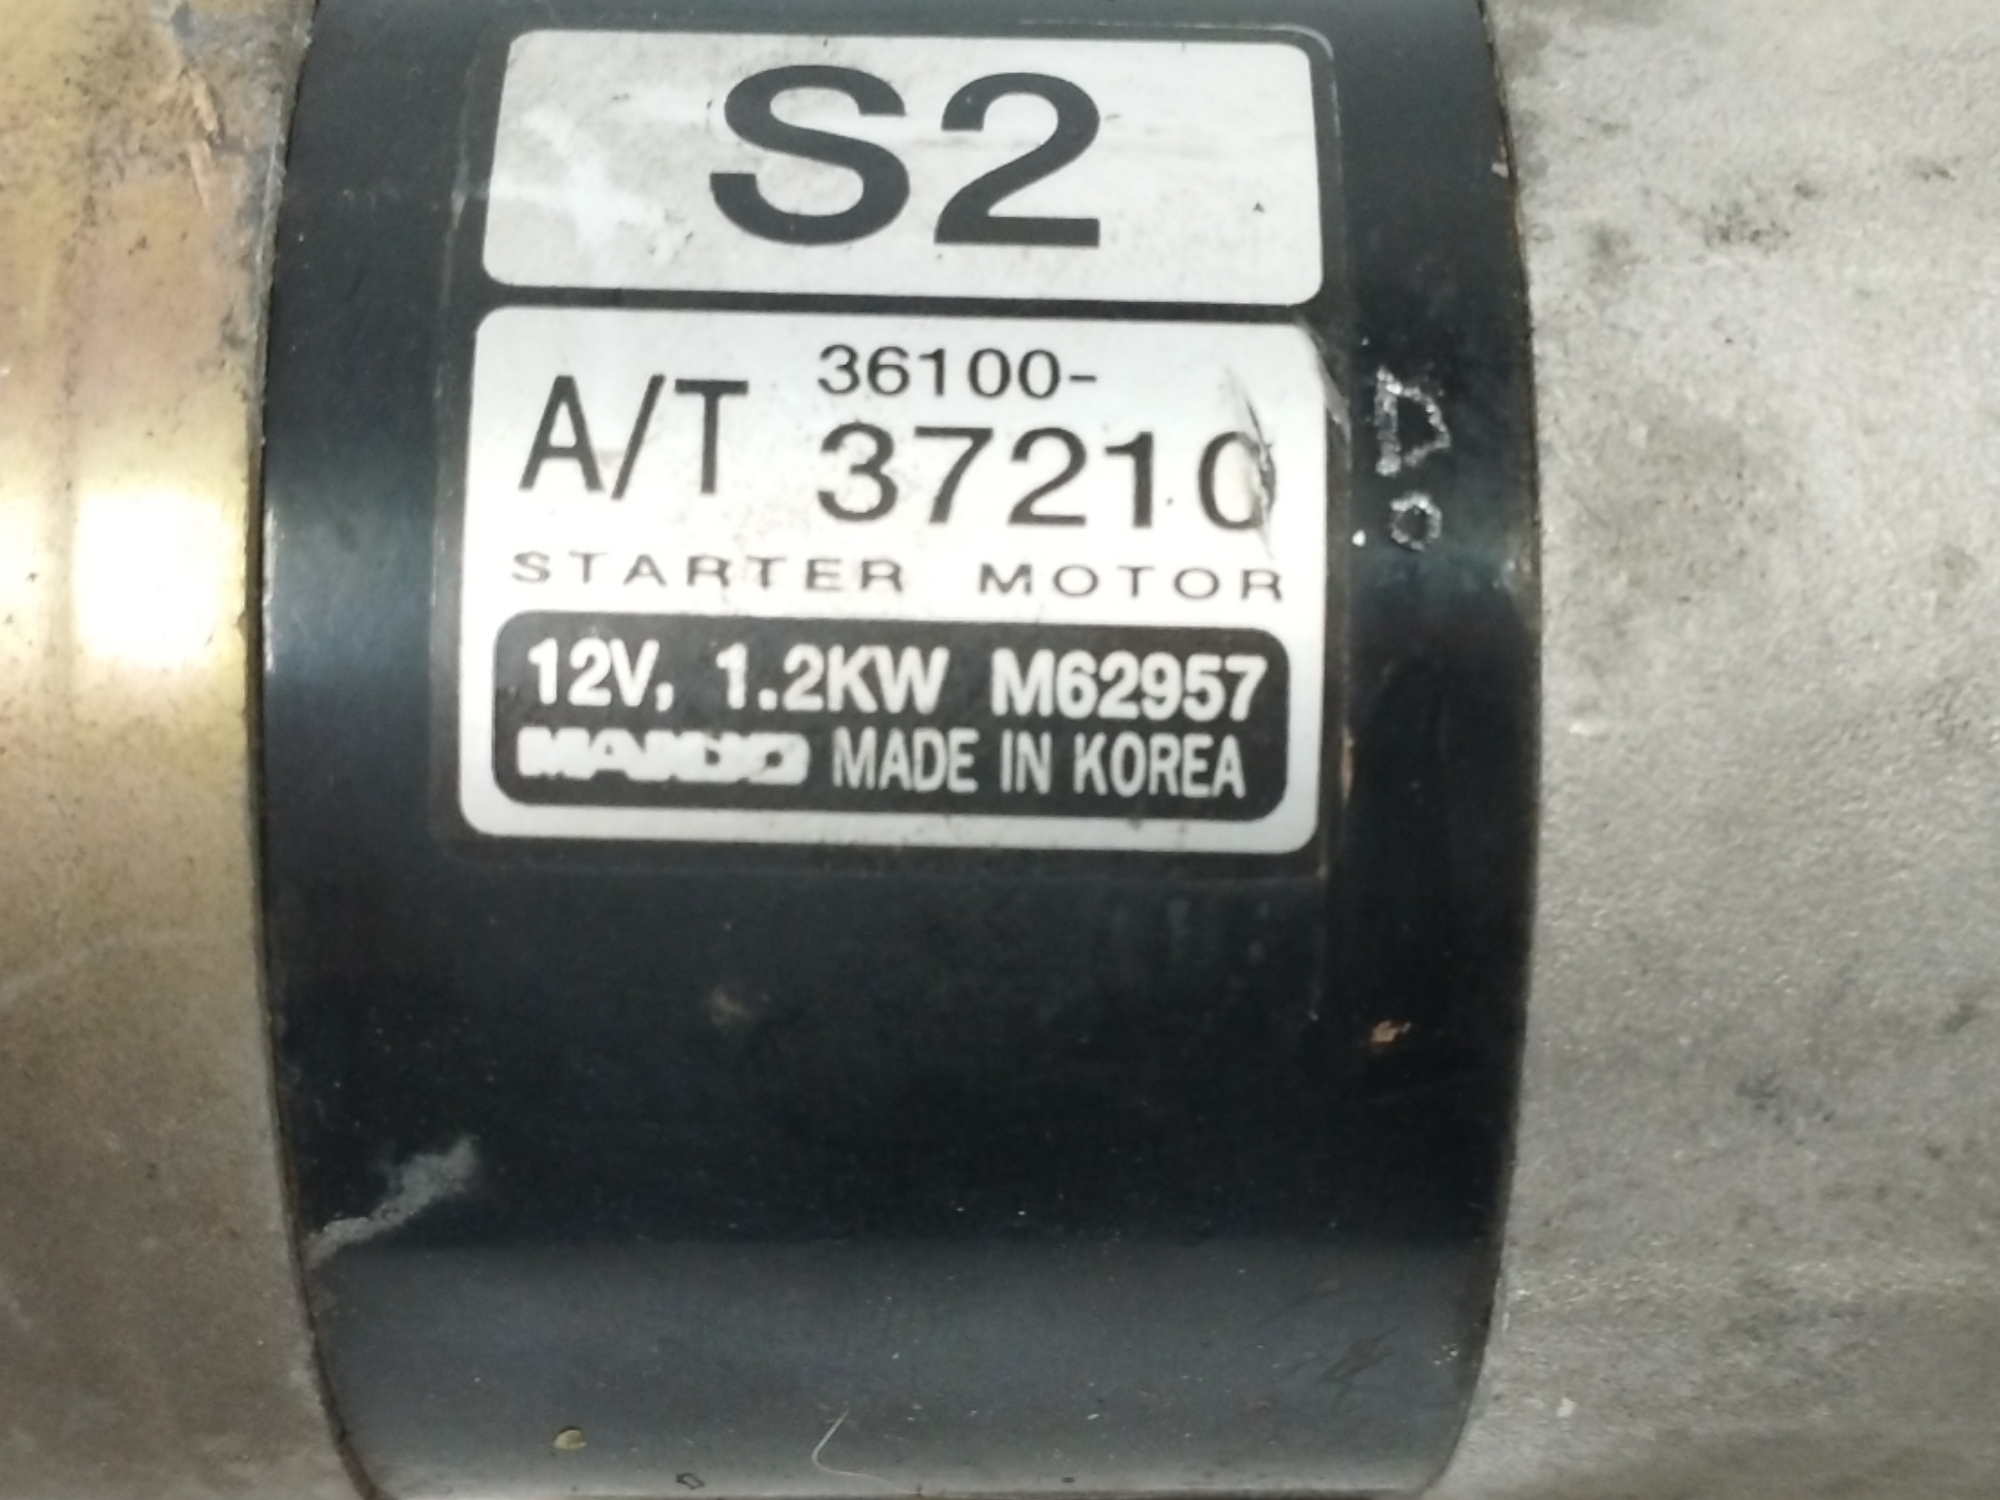 S2
36100-
A/T 37210
STARTER MOTOR
12V, 1.2KW M62957
MANDO MADE IN KOREA